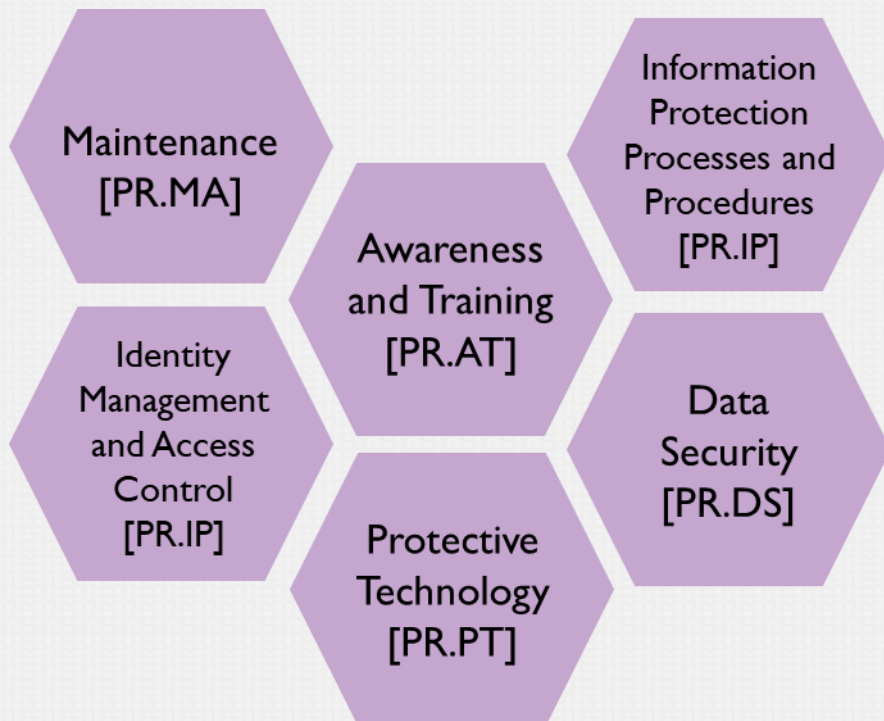 Maintenance
[PR.MA]
Information
Protection
Processes and
Procedures
[PR.IP]
Awareness
and Training
[PR.AT]
Identity
Management
and Access
Control
[PR.IP]
Data
Security
[PR.DS]
Protective
Technology
[PR.PT]